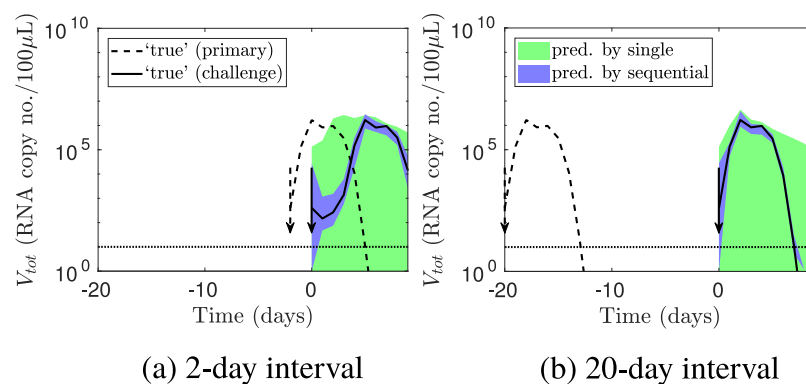 10^10
10^5
10^0
V_tot (RNA copy no./100μL)
'true' (primary)
'true' (challenge)
-20
-10
0
Time (days)
(a) 2-day interval
10^10
10^5
10^0
V_tot (RNA copy no./100μL)
pred. by single
pred. by sequential
-20
-10
0
Time (days)
(b) 20-day interval